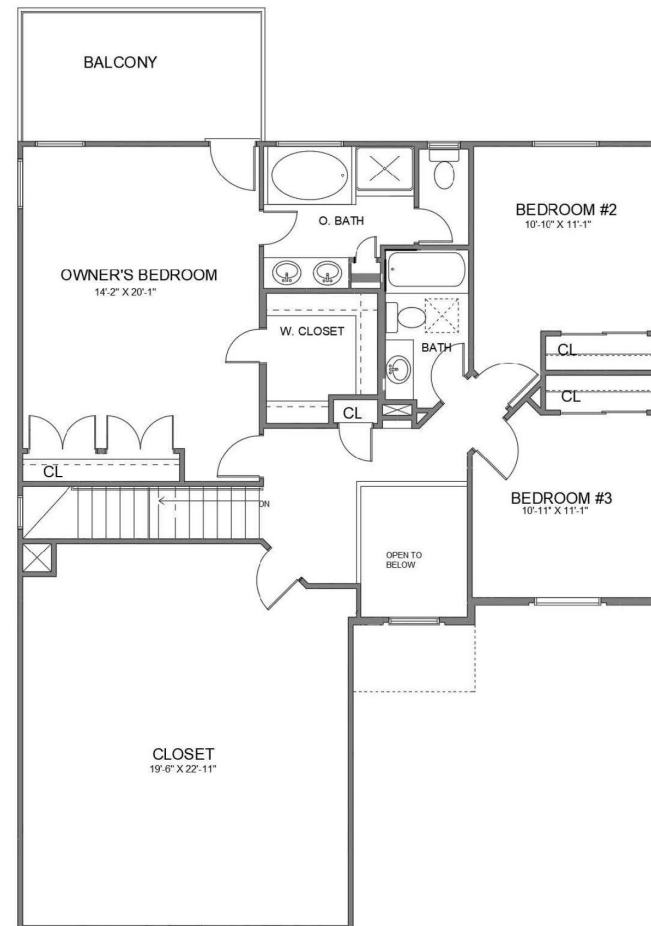 BALCONY
BEDROOM #2
10'-10" X 11'-1"
O. BATH
OWNER'S BEDROOM
14'-2" X 20'-1"
W. CLOSET
BATH
CL
CL
CL
CL
BEDROOM #3
10'-11" X 11'-1"
DN
OPEN TO
BELOW
CLOSET
19'-6" X 22'-11"